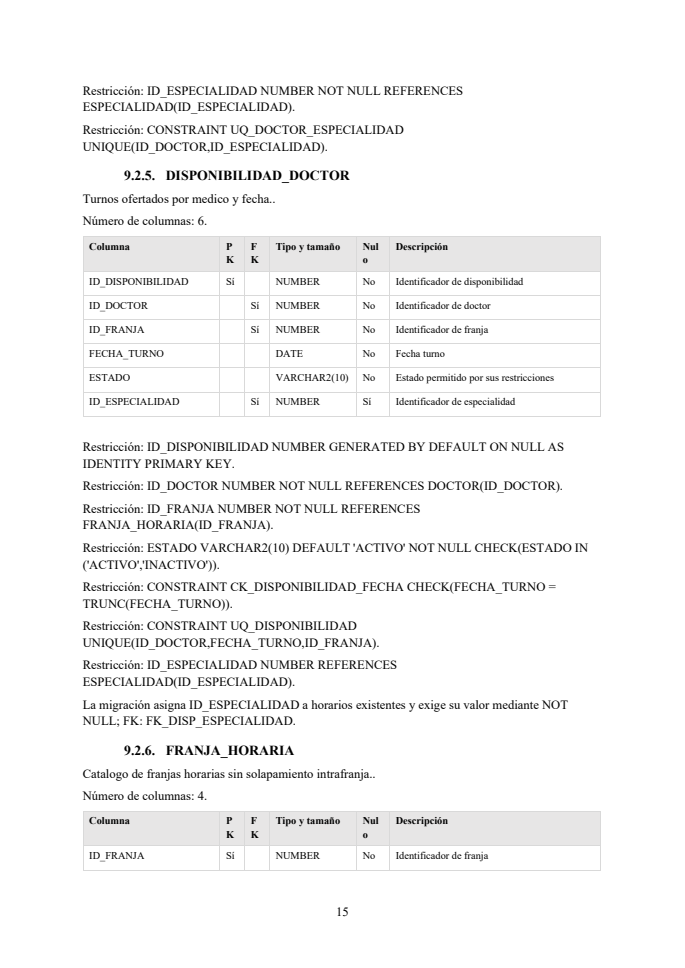 Restricción: ID_ESPECIALIDAD NUMBER NOT NULL REFERENCES
ESPECIALIDAD(ID_ESPECIALIDAD).
Restricción: CONSTRAINT UQ_DOCTOR_ESPECIALIDAD
UNIQUE(ID_DOCTOR,ID_ESPECIALIDAD).
9.2.5. DISPONIBILIDAD_DOCTOR
Turnos ofertados por medico y fecha..
Número de columnas: 6.
Columna P F Tipo y tamaño Nul Descripción
K K o
ID_DISPONIBILIDAD Sí NUMBER No Identificador de disponibilidad
ID_DOCTOR Sí NUMBER No Identificador de doctor
ID_FRANJA Sí NUMBER No Identificador de franja
FECHA_TURNO DATE No Fecha turno
ESTADO VARCHAR2(10) No Estado permitido por sus restricciones
ID_ESPECIALIDAD Sí NUMBER Sí Identificador de especialidad
Restricción: ID_DISPONIBILIDAD NUMBER GENERATED BY DEFAULT ON NULL AS
IDENTITY PRIMARY KEY.
Restricción: ID_DOCTOR NUMBER NOT NULL REFERENCES DOCTOR(ID_DOCTOR).
Restricción: ID_FRANJA NUMBER NOT NULL REFERENCES
FRANJA_HORARIA(ID_FRANJA).
Restricción: ESTADO VARCHAR2(10) DEFAULT 'ACTIVO' NOT NULL CHECK(ESTADO IN
('ACTIVO','INACTIVO')).
Restricción: CONSTRAINT CK_DISPONIBILIDAD_FECHA CHECK(FECHA_TURNO =
TRUNC(FECHA_TURNO)).
Restricción: CONSTRAINT UQ_DISPONIBILIDAD
UNIQUE(ID_DOCTOR,FECHA_TURNO,ID_FRANJA).
Restricción: ID_ESPECIALIDAD NUMBER REFERENCES
ESPECIALIDAD(ID_ESPECIALIDAD).
La migración asigna ID_ESPECIALIDAD a horarios existentes y exige su valor mediante NOT
NULL; FK: FK_DISP_ESPECIALIDAD.
9.2.6. FRANJA_HORARIA
Catalogo de franjas horarias sin solapamiento intrafranja..
Número de columnas: 4.
Columna P F Tipo y tamaño Nul Descripción
K K o
ID_FRANJA Sí NUMBER No Identificador de franja
15